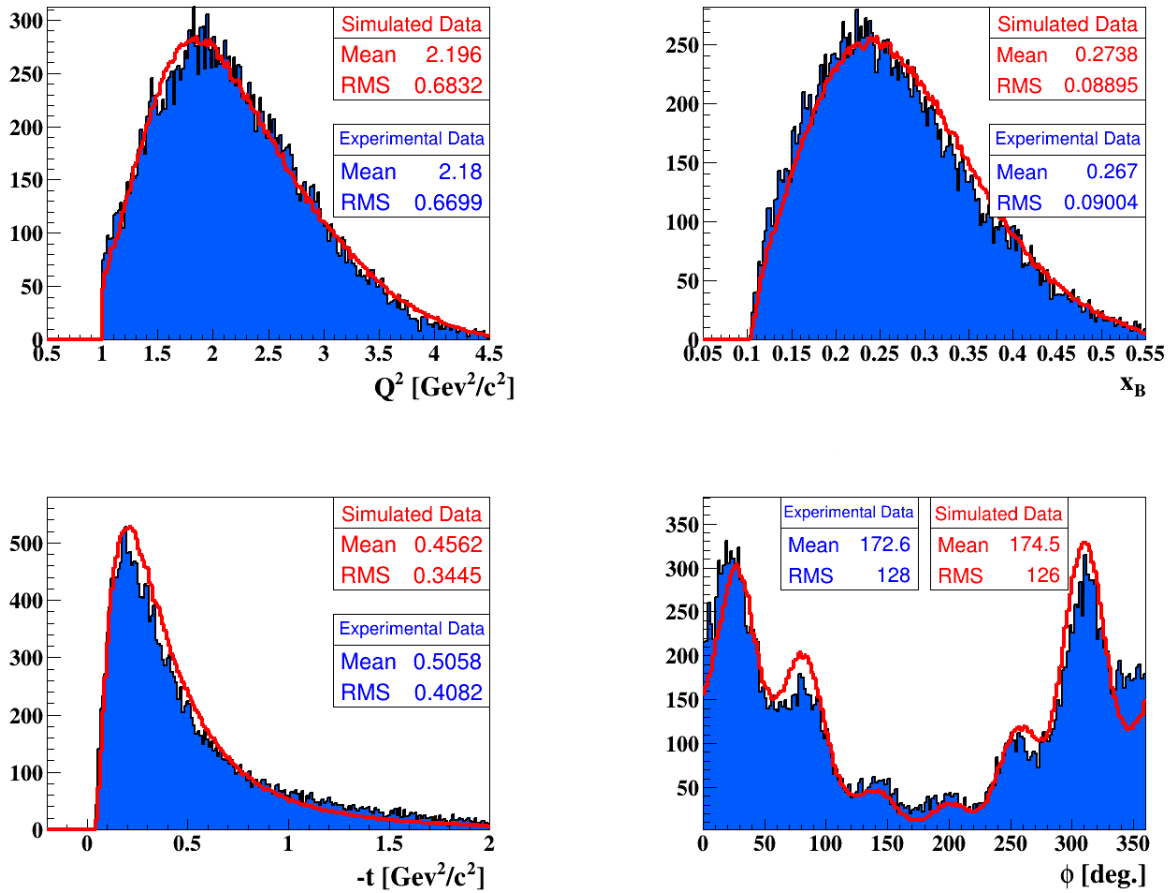 300
250
200
150
100
50
0
Simulated Data
Mean 2.196
RMS 0.6832
Experimental Data
Mean 2.18
RMS 0.6699
0.5 1 1.5 2 2.5 3 3.5 4 4.5
Q² [Gev²/c²]
250
200
150
100
50
0
Simulated Data
Mean 0.2738
RMS 0.08895
Experimental Data
Mean 0.267
RMS 0.09004
0.05 0.1 0.15 0.2 0.25 0.3 0.35 0.4 0.45 0.5 0.55
x_B
500
400
300
200
100
0
Simulated Data
Mean 0.4562
RMS 0.3445
Experimental Data
Mean 0.5058
RMS 0.4082
0 0.5 1 1.5 2
-t [Gev²/c²]
350
300
250
200
150
100
50
0
Experimental Data
Mean 172.6
RMS 128
Simulated Data
Mean 174.5
RMS 126
0 50 100 150 200 250 300 350
ϕ [deg.]